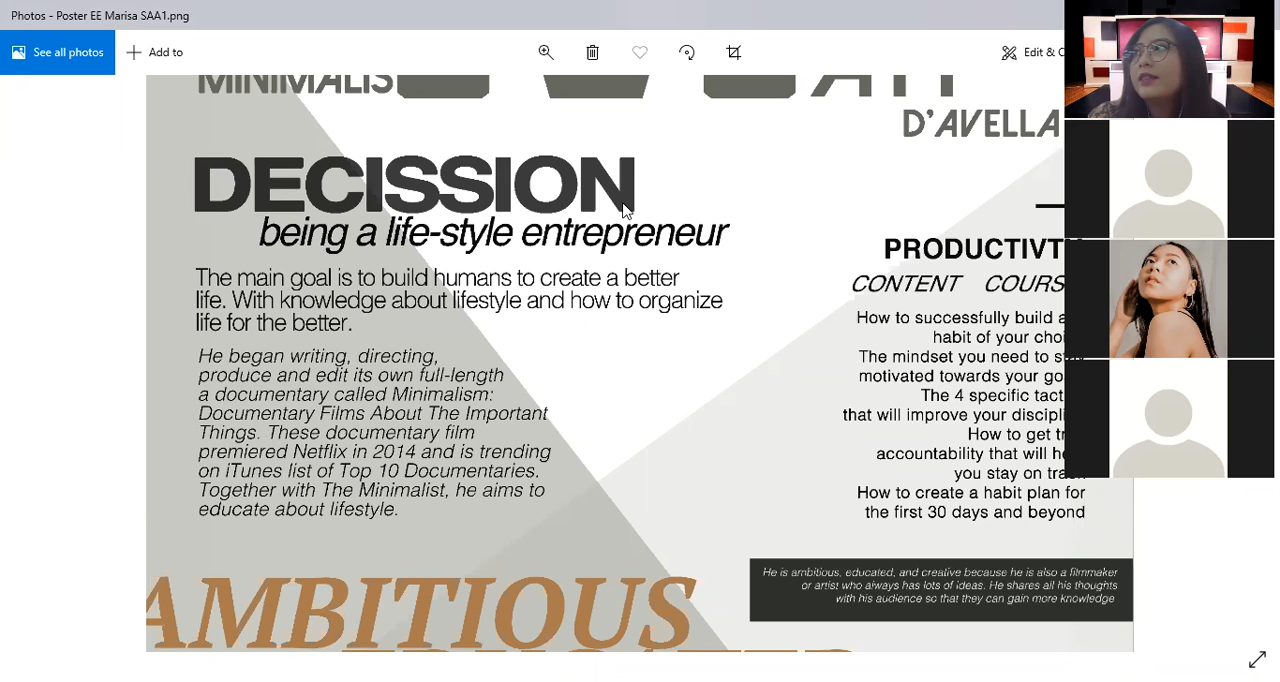 Photos - Poster EE Marisa SAA1.png
See all photos
Add to
Edit & C
MINIMALIS
D'AVELLA
DECISSION
being a life-style entrepreneur
The main goal is to build humans to create a better
life. With knowledge about lifestyle and how to organize
life for the better.
He began writing, directing,
produce and edit its own full-length
a documentary called Minimalism:
Documentary Films About The Important
Things. These documentary film
premiered Netflix in 2014 and is trending
on iTunes list of Top 10 Documentaries.
Together with The Minimalist, he aims to
educate about lifestyle.
AMBITIOUS
PRODUCTIVT
CONTENT COURS
How to successfully build a
habit of your choi
The mindset you need to stay
motivated towards your go
The 4 specific tact
that will improve your discipli
How to get tr
accountability that will he
you stay on track
How to create a habit plan for
the first 30 days and beyond
He is ambitious, educated, and creative because he is also a filmmaker
or artist who always has lots of ideas. He shares all his thoughts
with his audience so that they can gain more knowledge